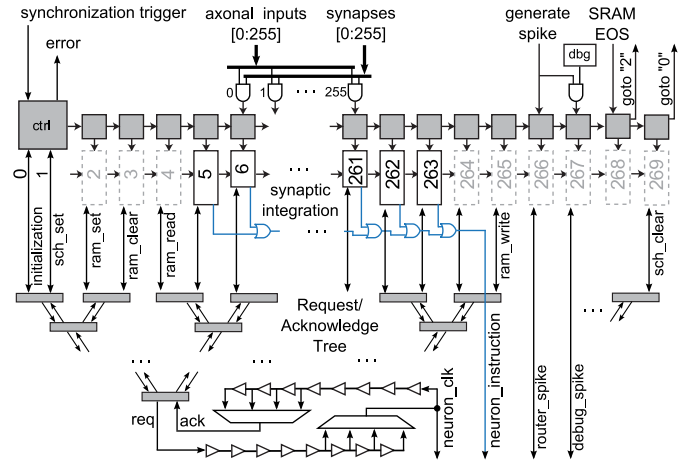 synchronization trigger
error
axonal inputs
[0:255]
synapses
[0:255]
generate
spike
dbg
SRAM
EOS
goto "2"
goto "0"
0
1
...
255
ctrl
0
1
2
3
4
5
6
...
synaptic
integration
...
261
262
263
264
265
266
267
268
269
initialization
sch_set
ram_set
ram_clear
ram_read
ram_write
sch_clear
Request/
Acknowledge
Tree
...
...
...
req
ack
neuron_clk
neuron_instruction
router_spike
debug_spike